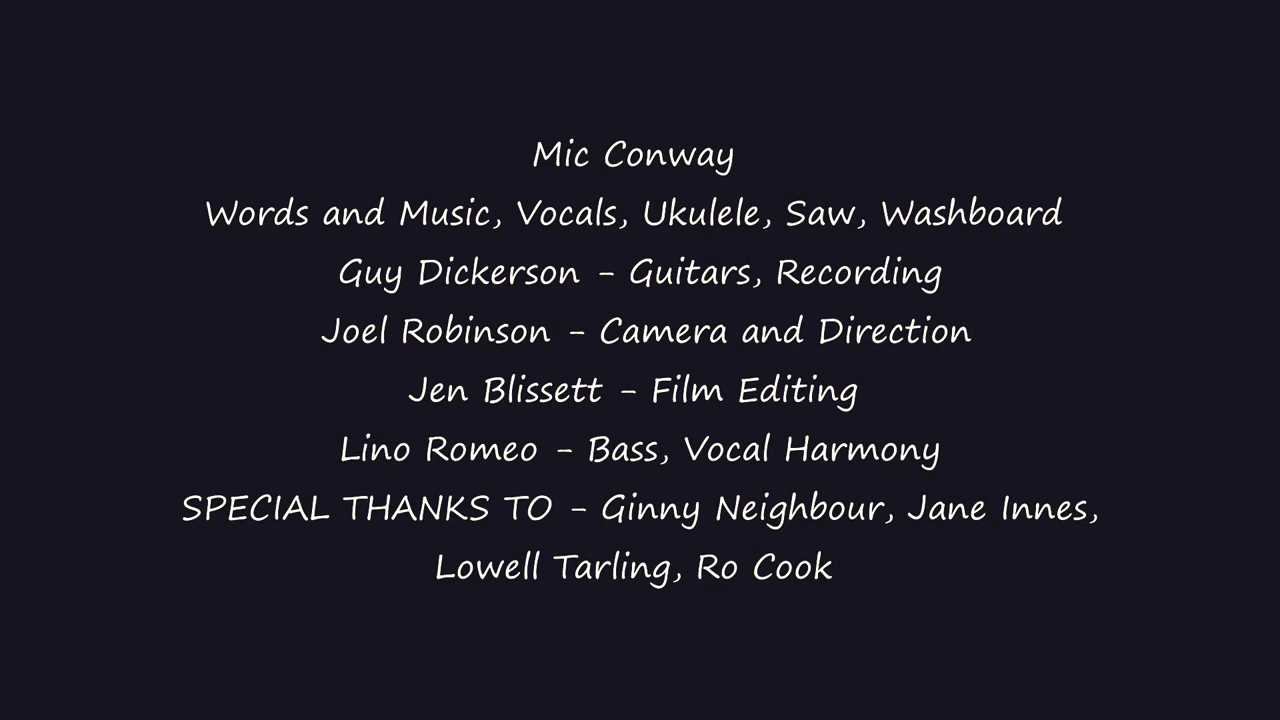 Mic Conway
Words and Music, Vocals, Ukulele, Saw, Washboard
Guy Dickerson - Guitars, Recording
Joel Robinson - Camera and Direction
Jen Blissett - Film Editing
Lino Romeo - Bass, Vocal Harmony
SPECIAL THANKS TO - Ginny Neighbour, Jane Innes,
Lowell Tarling, Ro Cook